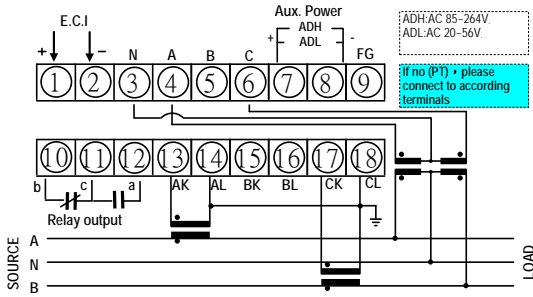 E.C.I
Aux. Power
ADH
ADL
+ -
+ -
N A B C FG
1 2 3 4 5 6 7 8 9
ADH:AC 85-264V.
ADL:AC 20-56V.
If no (PT) , please
connect to according
terminals
10 11 12 13 14 15 16 17 18
b c a AK AL BK BL CK CL
Relay output
SOURCE
A
N
B
LOAD